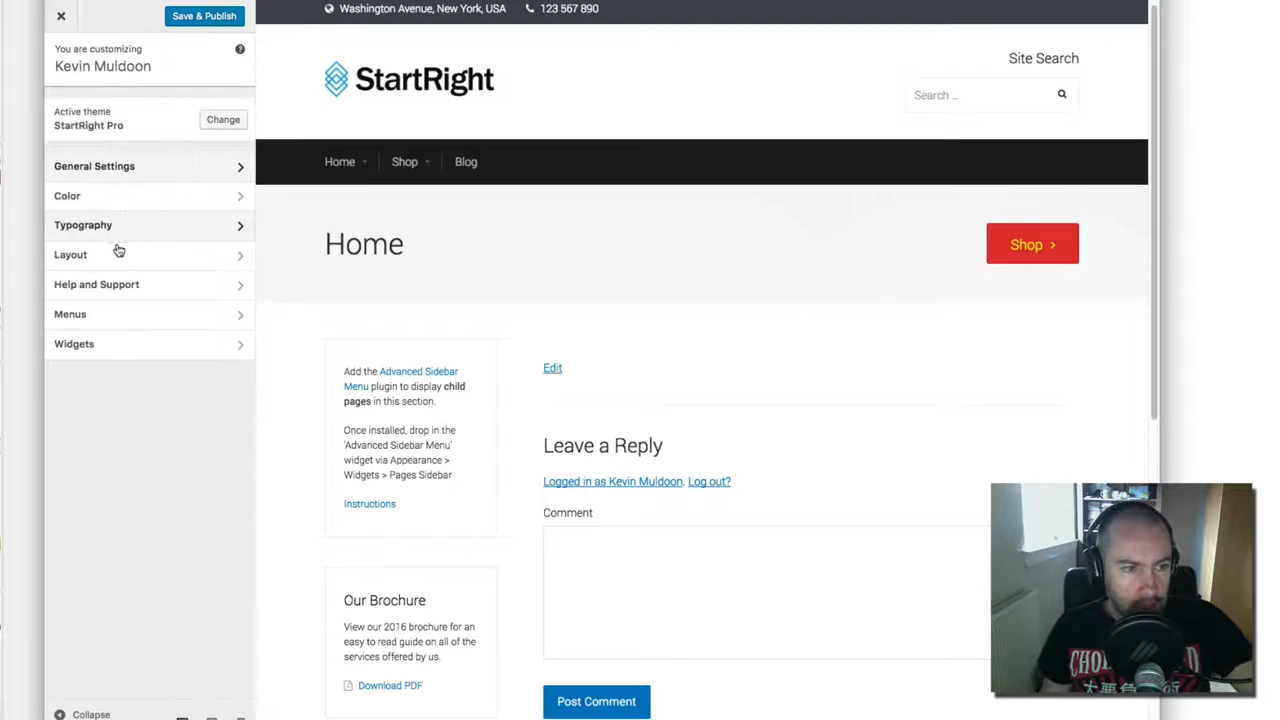 Save & Publish
You are customizing
Kevin Muldoon
Active theme
StartRight Pro
Change
General Settings
Color
Typography
Layout
Help and Support
Menus
Widgets
Collapse
Washington Avenue, New York, USA
123 567 890
StartRight
Site Search
Search ...
Home
Shop
Blog
Home
Shop
Add the Advanced Sidebar
Menu plugin to display child
pages in this section.
Once installed, drop in the
'Advanced Sidebar Menu'
widget via Appearance >
Widgets > Pages Sidebar
Instructions
Our Brochure
View our 2016 brochure for an
easy to read guide on all of the
services offered by us.
Download PDF
Edit
Leave a Reply
Logged in as Kevin Muldoon. Log out?
Comment
Post Comment